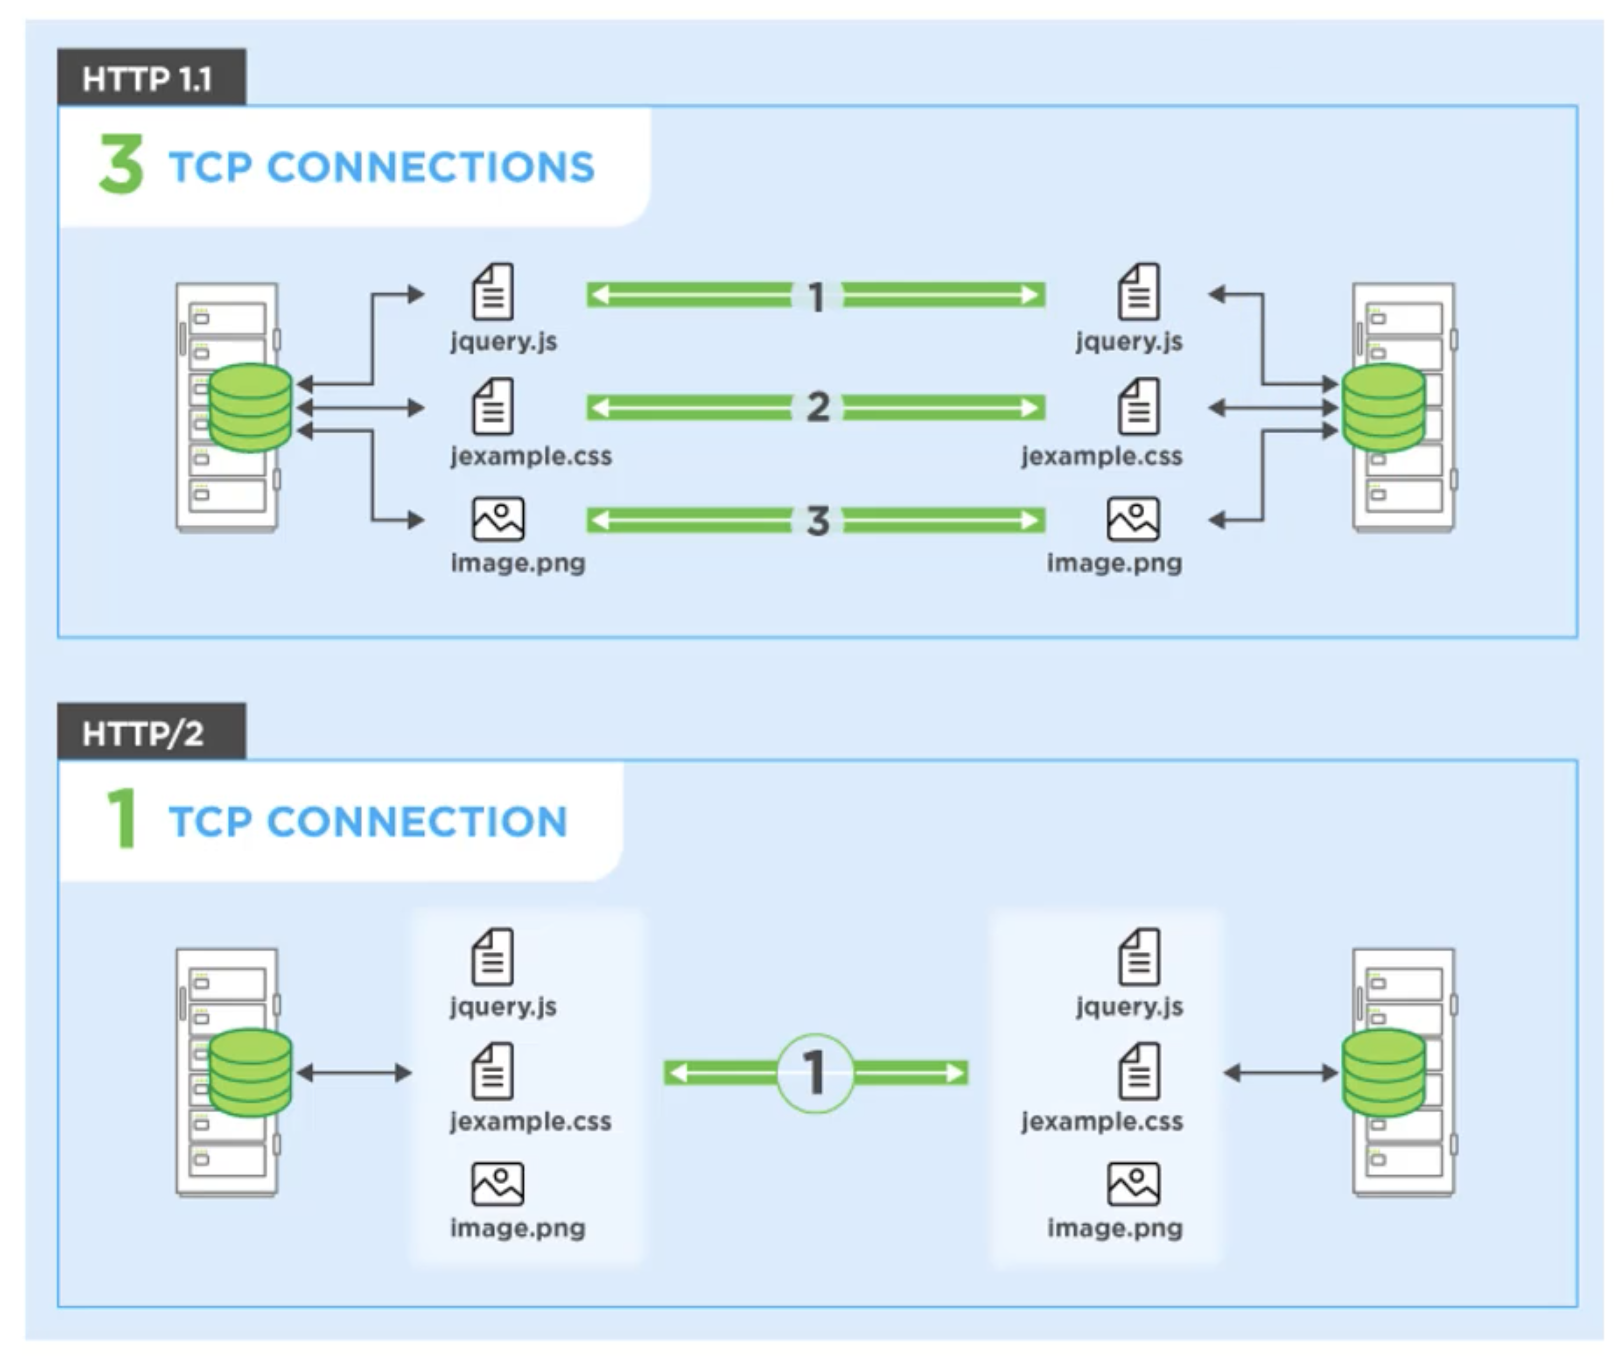 HTTP 1.1
3 TCP CONNECTIONS
jquery.js 1 jquery.js
jexample.css 2 jexample.css
image.png 3 image.png
HTTP/2
1 TCP CONNECTION
jquery.js jquery.js
1
jexample.css jexample.css
image.png image.png